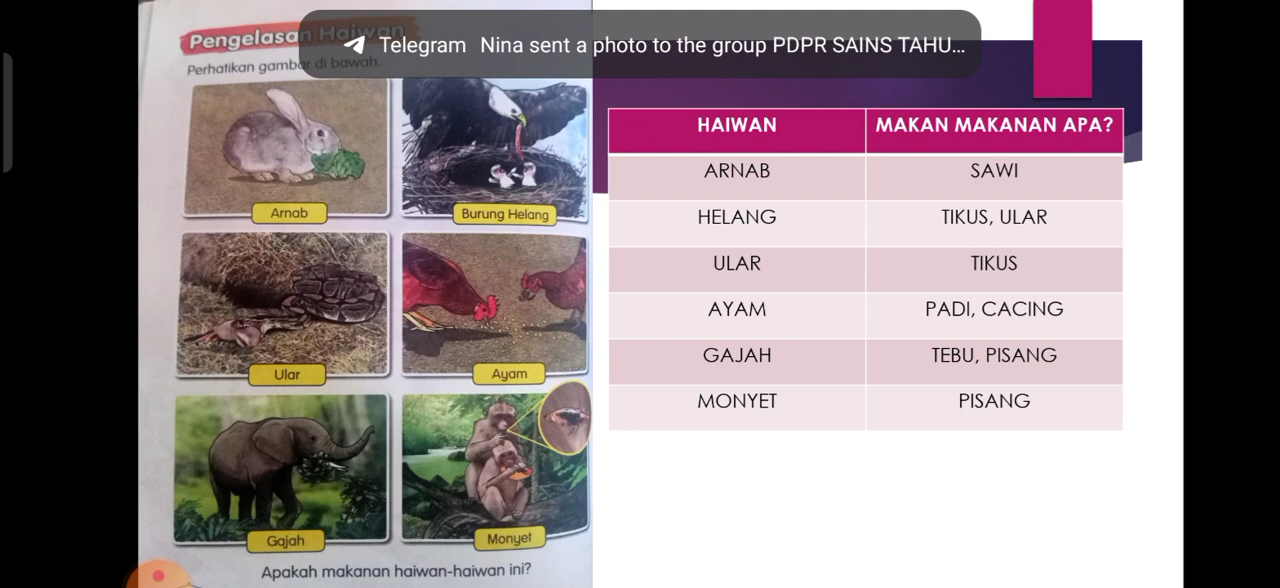 Pengelasan Haiwan
Telegram Nina sent a photo to the group PDPR SAINS TAHU...
Perhatikan gambar di bawah.
Arnab
Burung Helang
Ular
Ayam
Gajah
Monyet
Apakah makanan haiwan-haiwan ini?
HAIWAN MAKAN MAKANAN APA?
ARNAB SAWI
HELANG TIKUS, ULAR
ULAR TIKUS
AYAM PADI, CACING
GAJAH TEBU, PISANG
MONYET PISANG